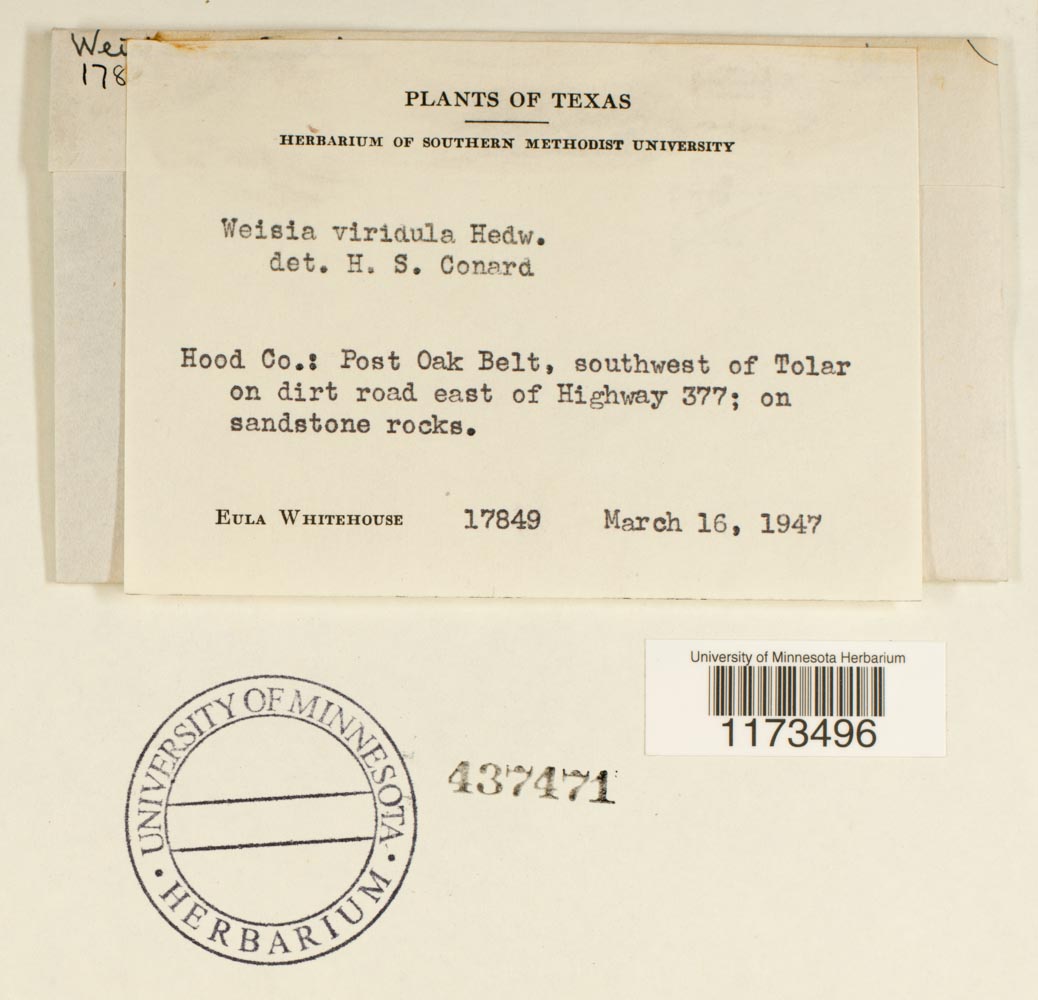 178
PLANTS OF TEXAS
HERBARIUM OF SOUTHERN METHODIST UNIVERSITY
Weisia viridula Hedw.
det. H. S. Conard
Hood Co.: Post Oak Belt, southwest of Tolar
on dirt road east of Highway 377; on
sandstone rocks.
EULA WHITEHOUSE 17849 March 16, 1947
University of Minnesota Herbarium
1173496
437471
UNIVERSITY OF MINNESOTA
• HERBARIUM •